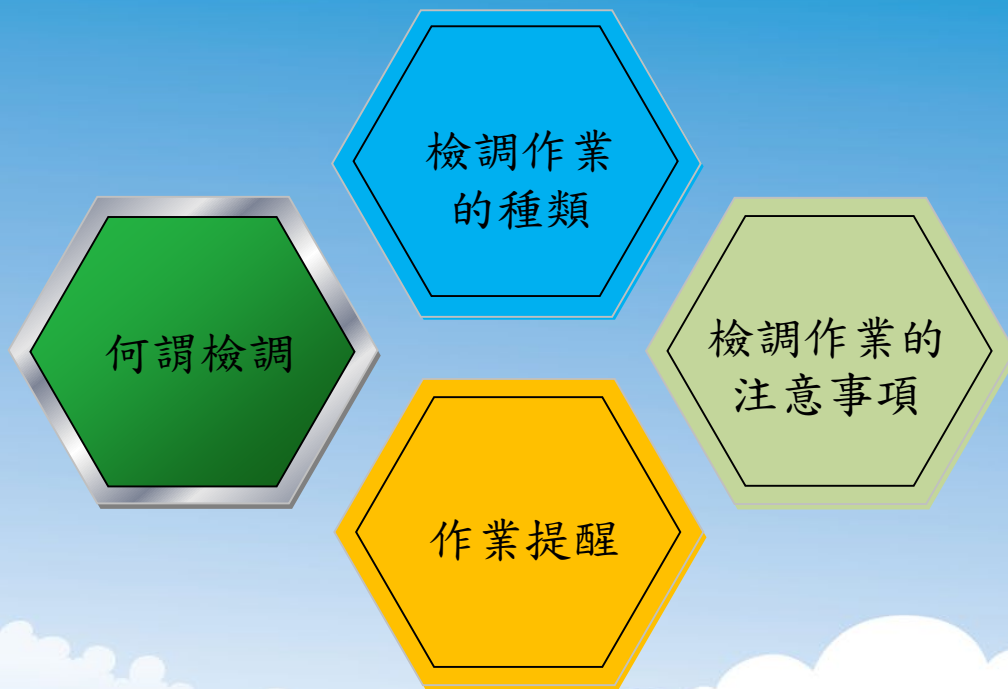 何謂檢調
檢調作業
的種類
檢調作業的
注意事項
作業提醒